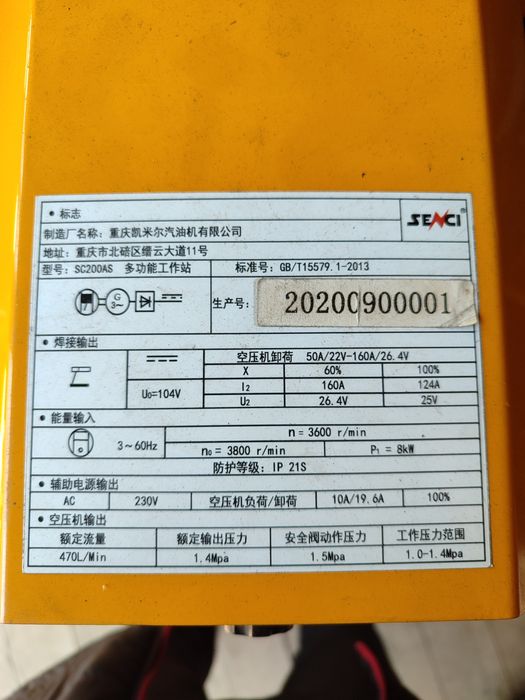 • 标志
SENCI®
制造厂名称: 重庆凯米尔汽油机有限公司
地址: 重庆市北碚区缙云大道11号
型号: SC200AS 多功能工作站 标准号: GB/T15579.1-2013
G
3~
生产号: 20200900001
• 焊接输出
空压机卸荷 50A/22V-160A/26.4V
X 60% 100%
U₀=104V
I₂ 160A 124A
U₂ 26.4V 25V
• 能量输入
3~60Hz
n = 3600 r/min
n₀ = 3800 r/min P₁ = 8kW
防护等级: IP 21S
• 辅助电源输出
AC 230V 空压机负荷/卸荷 10A/19.6A 100%
• 空压机输出
额定流量 额定输出压力 安全阀动作压力 工作压力范围
470L/Min 1.4Mpa 1.5Mpa 1.0-1.4Mpa